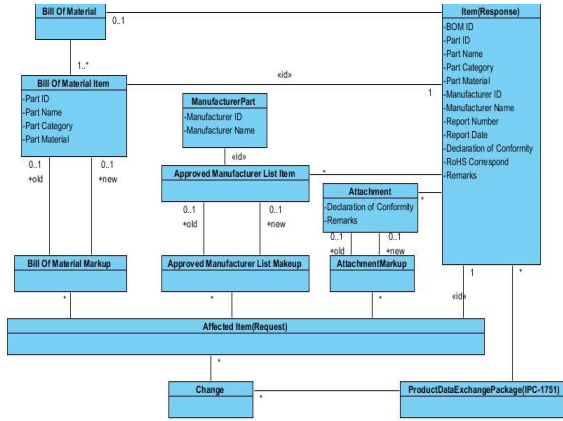 Bill Of Material
0..1
Item(Response)
-BOM ID
-Part ID
-Part Name
-Part Category
-Part Material
-Manufacturer ID
-Manufacturer Name
-Report Number
-Report Date
-Declaration of Conformity
-RoHS Correspond
-Remarks
1..*
«id»
1
Bill Of Material Item
-Part ID
-Part Name
-Part Category
-Part Material
ManufacturerPart
-Manufacturer ID
-Manufacturer Name
«id»
0..1
+old
0..1
+new
Approved Manufacturer List Item
*
Attachment
-Declaration of Conformity
-Remarks
*
0..1
+old
0..1
+new
0..1
+old
0..1
+new
Bill Of Material Markup
Approved Manufacturer List Makeup
AttachmentMarkup
*
*
*
«id»
1
*
Affected Item(Request)
*
Change
*
ProductDataExchangePackage(IPC-1751)